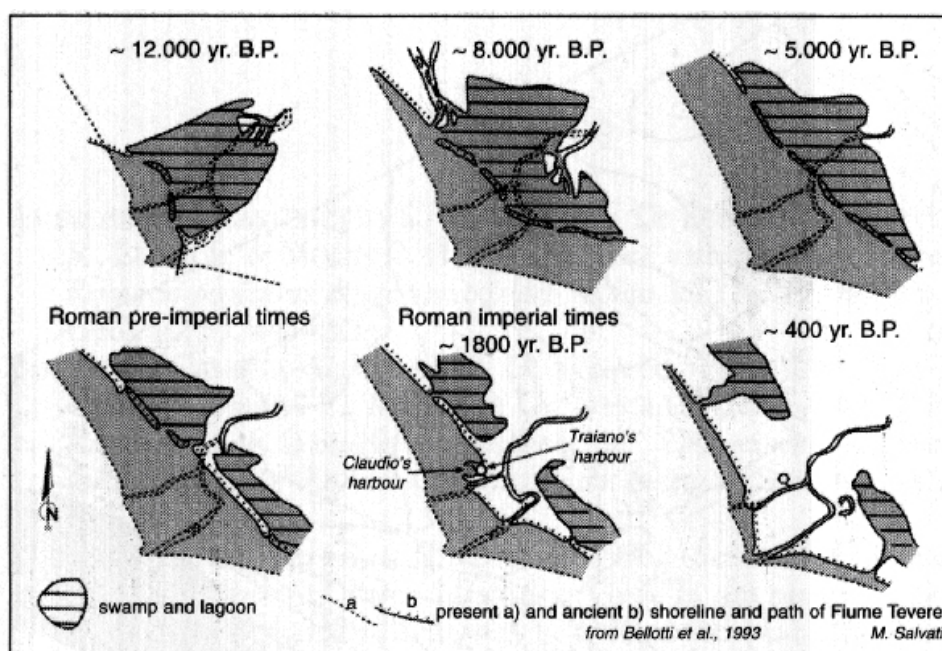 ~ 12.000 yr. B.P.
~ 8.000 yr. B.P.
~ 5.000 yr. B.P.
Roman pre-imperial times
Roman imperial times
~ 1800 yr. B.P.
~ 400 yr. B.P.
Traiano's
harbour
Claudio's
harbour
N
swamp and lagoon
a
b
present a) and ancient b) shoreline and path of Fiume Tevere
from Bellotti et al., 1993
M. Salvati